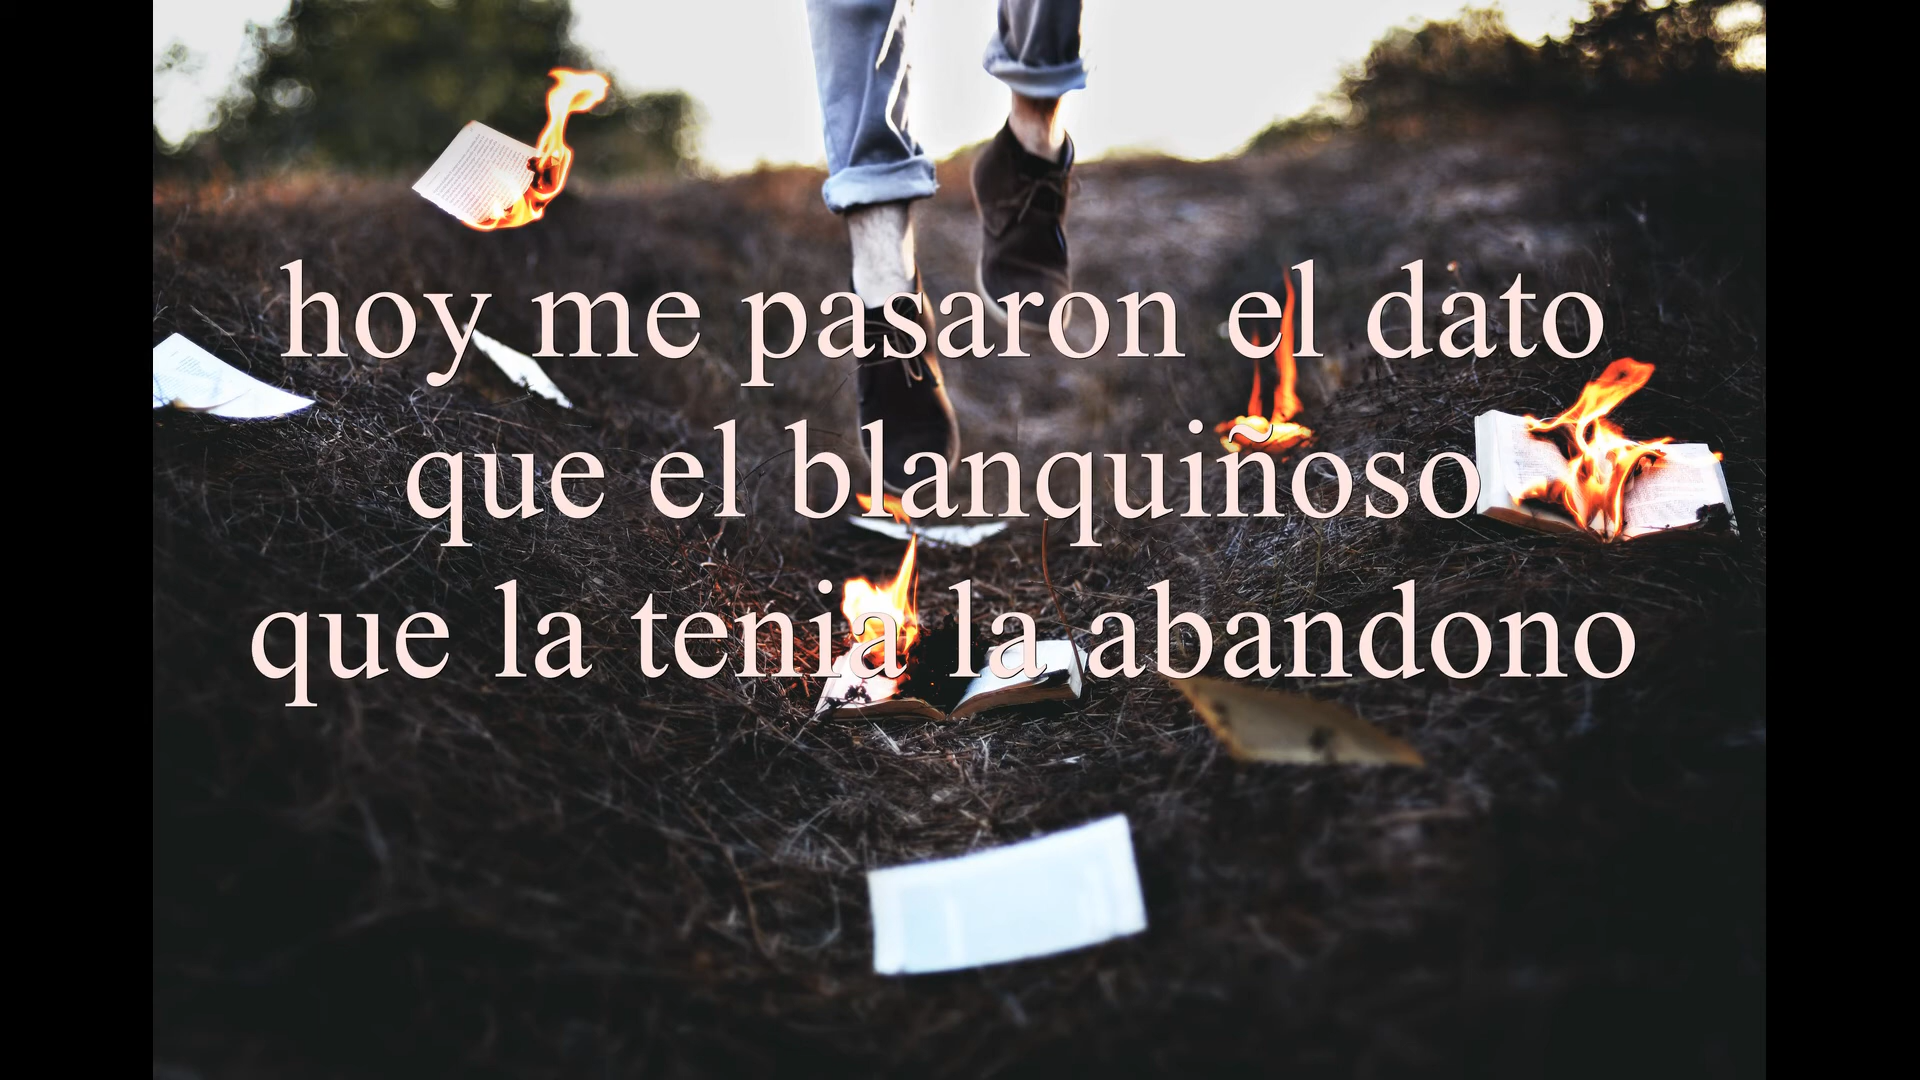 hoy me pasaron el dato
que el blanquiñoso
que la tenia la abandono